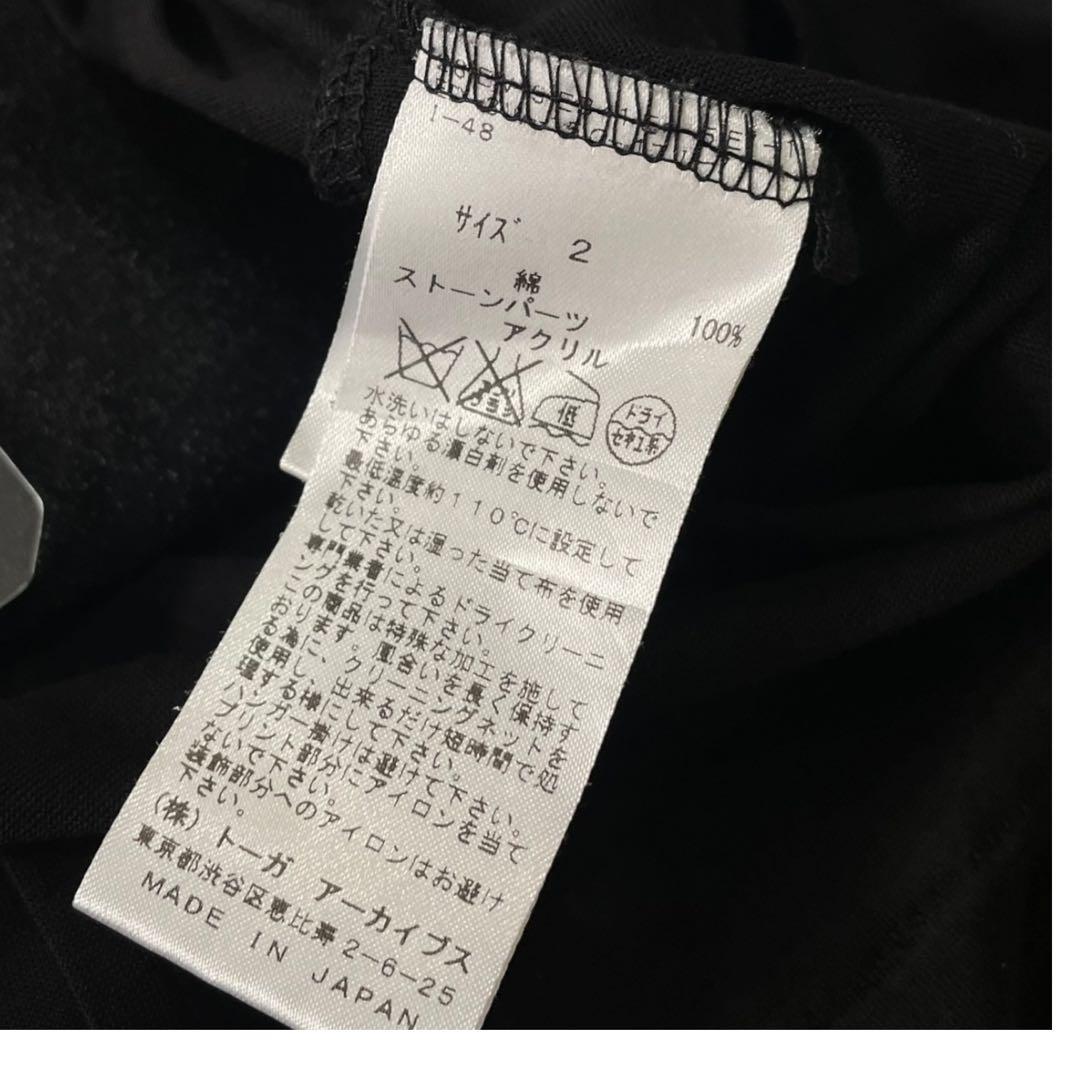 I-48
サイズ 2
綿 100%
ストーンパーツ
アクリル
低
ドライ
セキユ系
水洗いはしないで下さい。
あらゆる漂白剤を使用しないで
下さい。
最低温度約110℃に設定して
下さい。
乾いた又は湿った当て布を使用
して下さい。
専門業者によるドライクリーニ
ングを行って下さい。
この商品は特殊な加工を施して
おります。風合いを長く保持す
る為に、クリーニングネットを
使用し、出来るだけ短時間で処
理する様にして下さい。
ハンガー掛けは避けて下さい。
プリント部分にアイロンを当て
ないで下さい。
装飾部分へのアイロンはお避け
下さい。
(株)トーガ アーカイブス
東京都渋谷区恵比寿2-6-25
MADE IN JAPAN